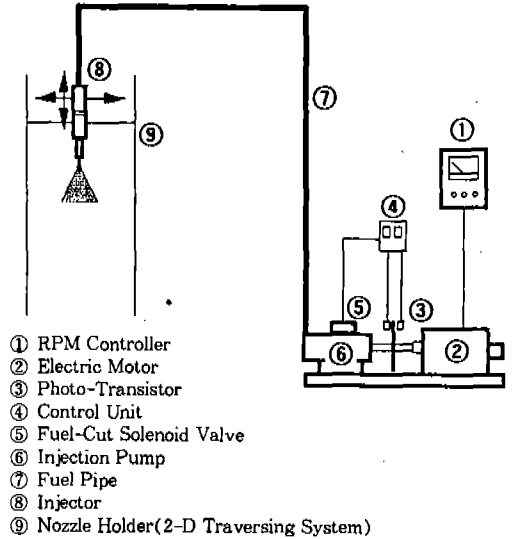 ⑧
⑦
①
⑨
④
⑤
③
⑥
②
① RPM Controller
② Electric Motor
③ Photo-Transistor
④ Control Unit
⑤ Fuel-Cut Solenoid Valve
⑥ Injection Pump
⑦ Fuel Pipe
⑧ Injector
⑨ Nozzle Holder(2-D Traversing System)